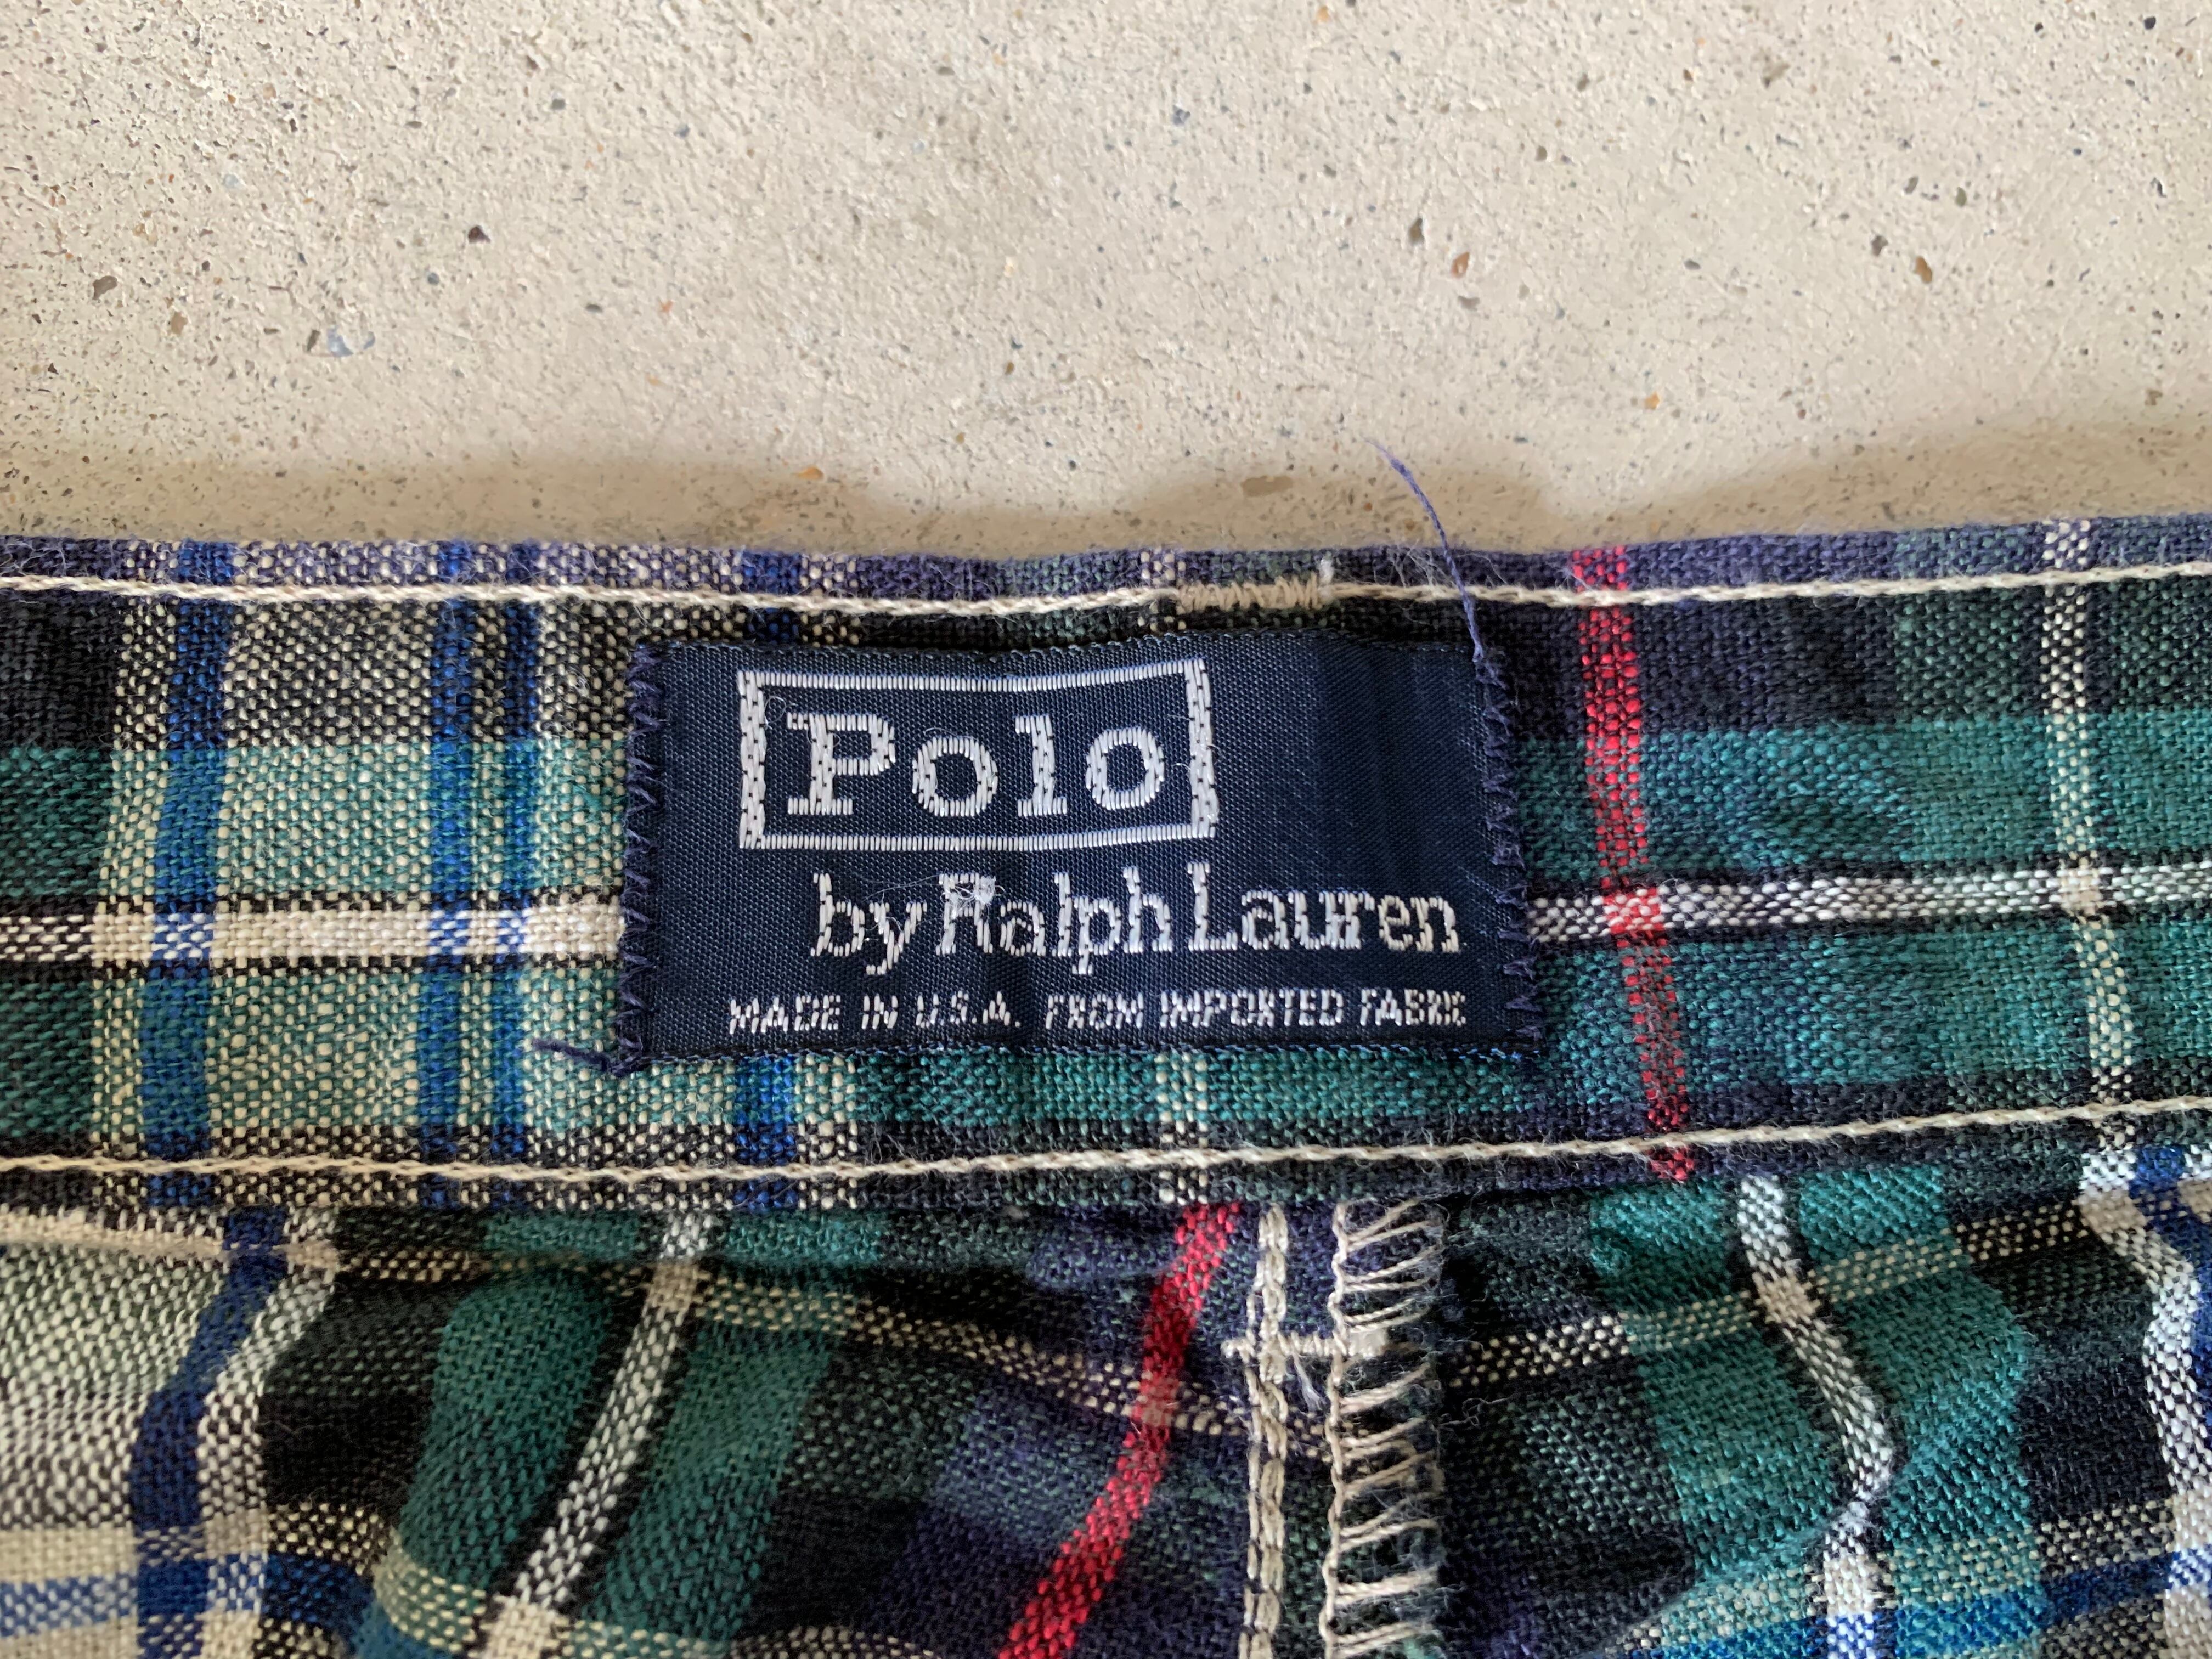 Polo
by Ralph Lauren
MADE IN U.S.A. FROM IMPORTED FABRIC